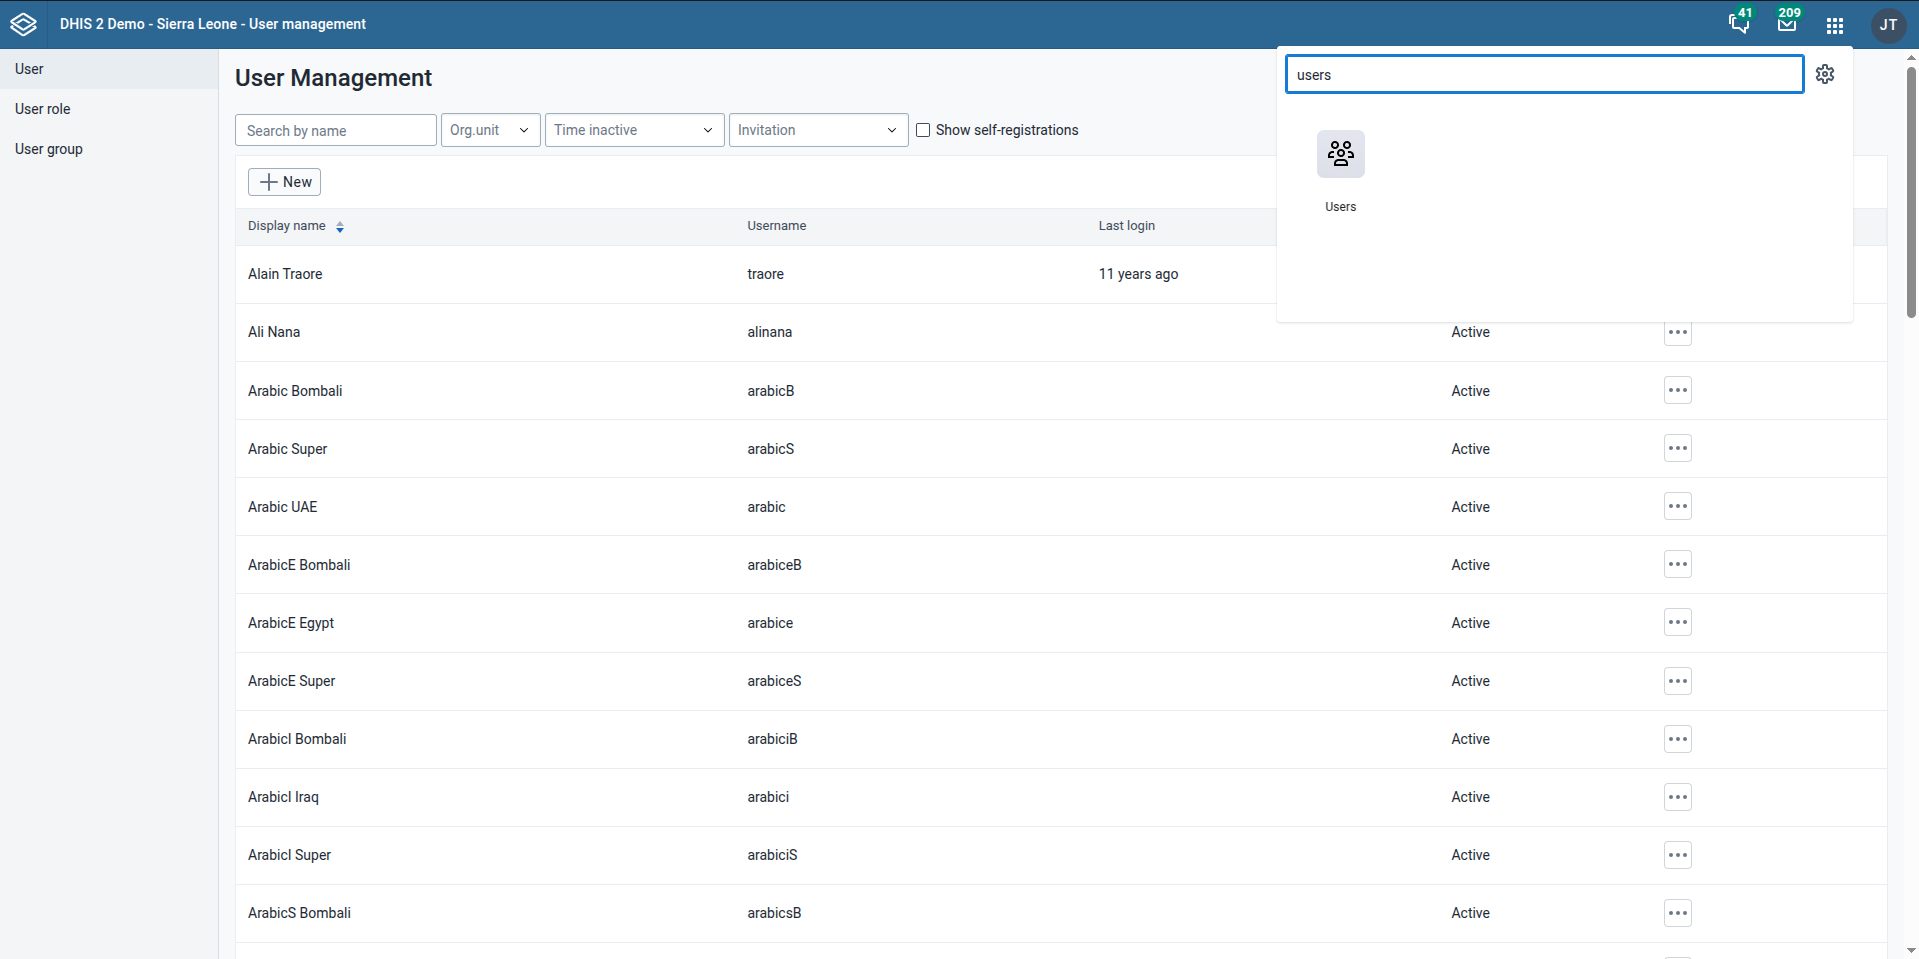 DHIS 2 Demo - Sierra Leone - User management
41
209
JT
User
User role
User group
User Management
Search by name
Org.unit
Time inactive
Invitation
Show self-registrations
users
Users
New
Display name Username Last login
Alain Traore traore 11 years ago
Ali Nana alinana Active
Arabic Bombali arabicB Active
Arabic Super arabicS Active
Arabic UAE arabic Active
ArabicE Bombali arabiceB Active
ArabicE Egypt arabice Active
ArabicE Super arabiceS Active
ArabicI Bombali arabiciB Active
ArabicI Iraq arabici Active
ArabicI Super arabiciS Active
ArabicS Bombali arabicsB Active